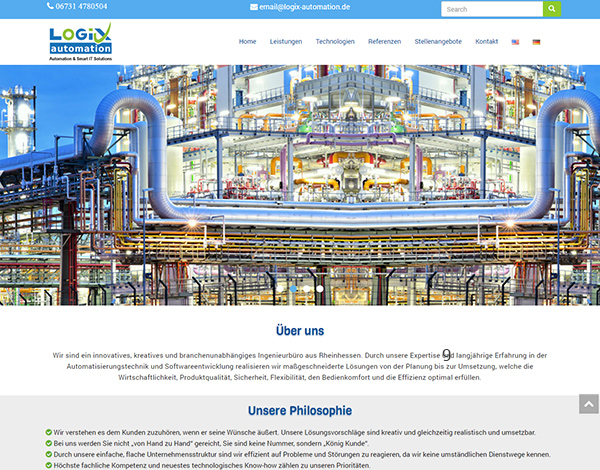 06731 4780504
email@logix-automation.de
Search
LOGiX
automation
Automation & Smart IT Solutions
Home Leistungen Technologien Referenzen Stellenangebote Kontakt
Über uns
Wir sind ein innovatives, kreatives und branchenunabhängiges Ingenieurbüro aus Rheinhessen. Durch unsere Expertise langjährige Erfahrung in der
9
Automatisierungstechnik und Softwareentwicklung realisieren wir maßgeschneiderte Lösungen von der Planung bis zur Umsetzung, welche die
Wirtschaftlichkeit, Produktqualität, Sicherheit, Flexibilität, den Bedienkomfort und die Effizienz optimal erfüllen.
Unsere Philosophie
Wir verstehen es dem Kunden zuzuhören, wenn er seine Wünsche äußert. Unsere Lösungsvorschläge sind kreativ und gleichzeitig realistisch und umsetzbar.
Bei uns werden Sie nicht „von Hand zu Hand“ gereicht, Sie sind keine Nummer, sondern „König Kunde“.
Durch unsere einfache, flache Unternehmensstruktur sind wir effizient auf Probleme und Störungen zu reagieren, da wir keine umständlichen Dienstwege kennen.
Höchste fachliche Kompetenz und neuestes technologisches Know-how zählen zu unseren Prioritäten.